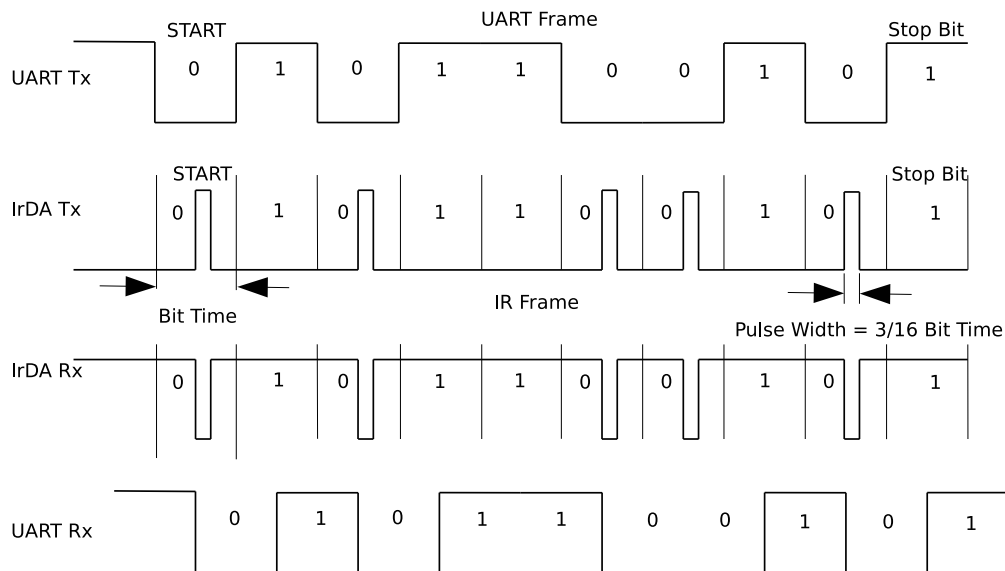 START UART Frame Stop Bit
UART Tx 0 1 0 1 1 0 0 1 0 1
START Stop Bit
IrDA Tx 0 1 0 1 1 0 0 1 0 1
Bit Time IR Frame
Pulse Width = 3/16 Bit Time
IrDA Rx 0 1 0 1 1 0 0 1 0 1
UART Rx 0 1 0 1 1 0 0 1 0 1